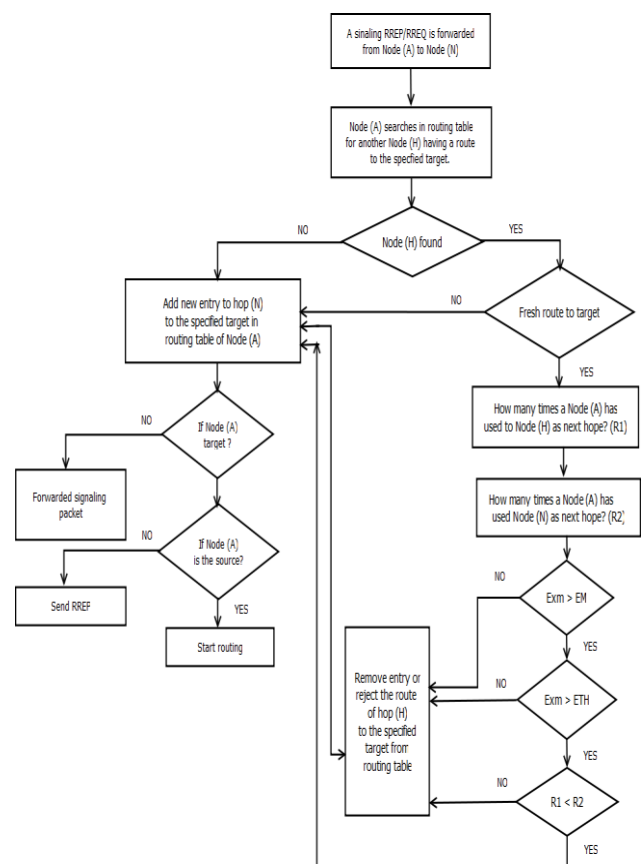 A sinaling RREP/RREQ is forwarded
from Node (A) to Node (N)
Node (A) searches in routing table
for another Node (H) having a route
to the specfied target.
NO
YES
Node (H) found
Add new entry to hop (N)
to the specified target in
routing table of Node (A)
NO
Fresh route to target
YES
How many times a Node (A) has
used to Node (H) as next hope? (R1)
NO
If Node (A)
target ?
Forwarded signaling
packet
How many times a Node (A) has
used Node (N) as next hope? (R2)
NO
If Node (A)
is the source?
Send RREF
YES
Start routing
NO
Exm > EM
YES
Remove entry or
reject the route
of hop (H)
to the specified
target from
routing table
NO
Exm > ETH
YES
NO
R1 < R2
YES